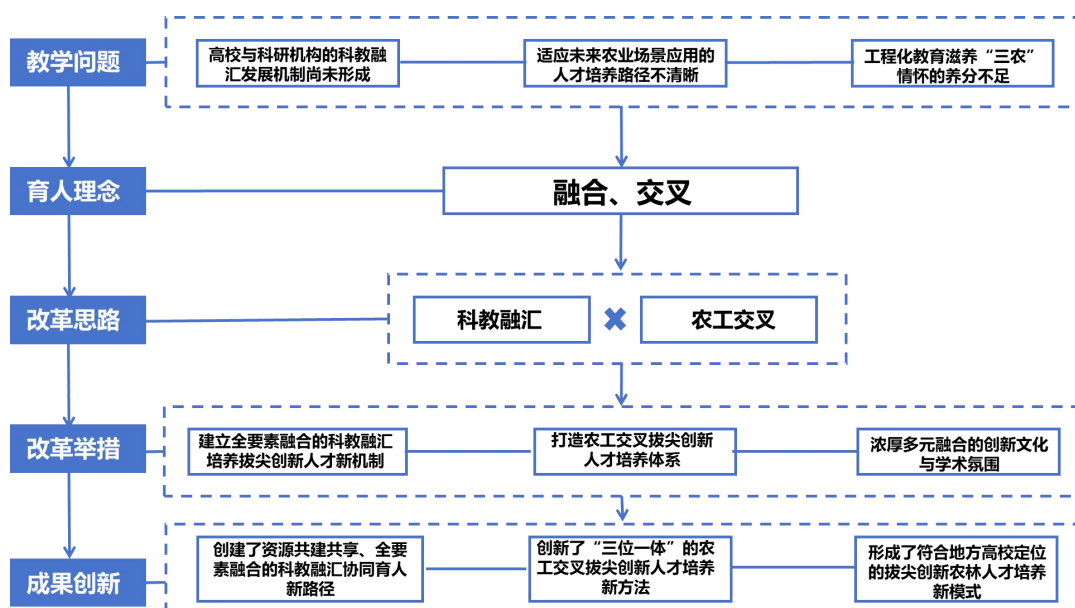 教学问题
高校与科研机构的科教融
汇发展机制尚未形成
适应未来农业场景应用的
人才培养路径不清晰
工程化教育滋养“三农”
情怀的养分不足
育人理念
融合、交叉
改革思路
科教融汇
农工交叉
改革举措
建立全要素融合的科教融汇
培养拔尖创新人才新机制
打造农工交叉拔尖创新
人才培养体系
浓厚多元融合的创新文化
与学术氛围
成果创新
创建了资源共建共享、全要
素融合的科教融汇协同育人
新路径
创新了“三位一体”的农
工交叉拔尖创新人才培养
新方法
形成了符合地方高校定位
的拔尖创新农林人才培养
新模式